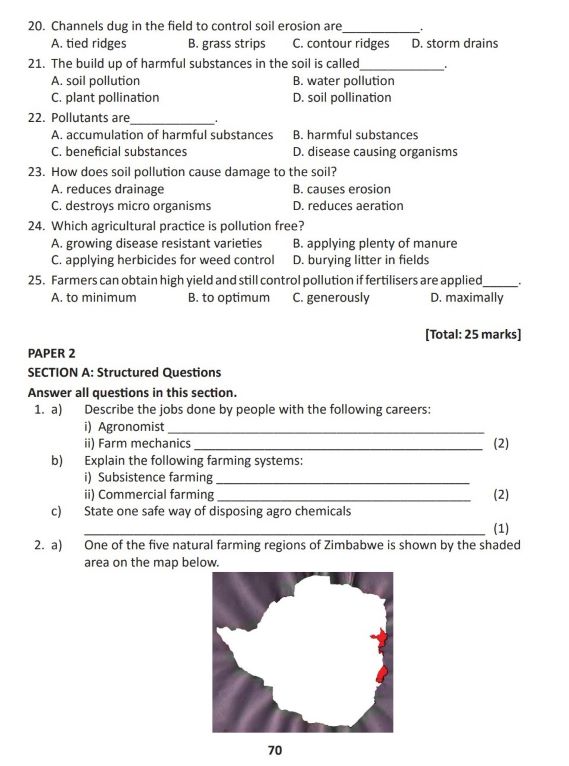 20. Channels dug in the field to control soil erosion are___________.
A. tied ridges B. grass strips C. contour ridges D. storm drains
21. The build up of harmful substances in the soil is called____________.
A. soil pollution B. water pollution
C. plant pollination D. soil pollination
22. Pollutants are____________.
A. accumulation of harmful substances B. harmful substances
C. beneficial substances D. disease causing organisms
23. How does soil pollution cause damage to the soil?
A. reduces drainage B. causes erosion
C. destroys micro organisms D. reduces aeration
24. Which agricultural practice is pollution free?
A. growing disease resistant varieties B. applying plenty of manure
C. applying herbicides for weed control D. burying litter in fields
25. Farmers can obtain high yield and still control pollution if fertilisers are applied_____.
A. to minimum B. to optimum C. generously D. maximally
[Total: 25 marks]
PAPER 2
SECTION A: Structured Questions
Answer all questions in this section.
1. a) Describe the jobs done by people with the following careers:
i) Agronomist ______________________________________________
ii) Farm mechanics __________________________________________ (2)
b) Explain the following farming systems:
i) Subsistence farming _____________________________________
ii) Commercial farming _____________________________________ (2)
c) State one safe way of disposing agro chemicals
__________________________________________________________ (1)
2. a) One of the five natural farming regions of Zimbabwe is shown by the shaded
area on the map below.
70